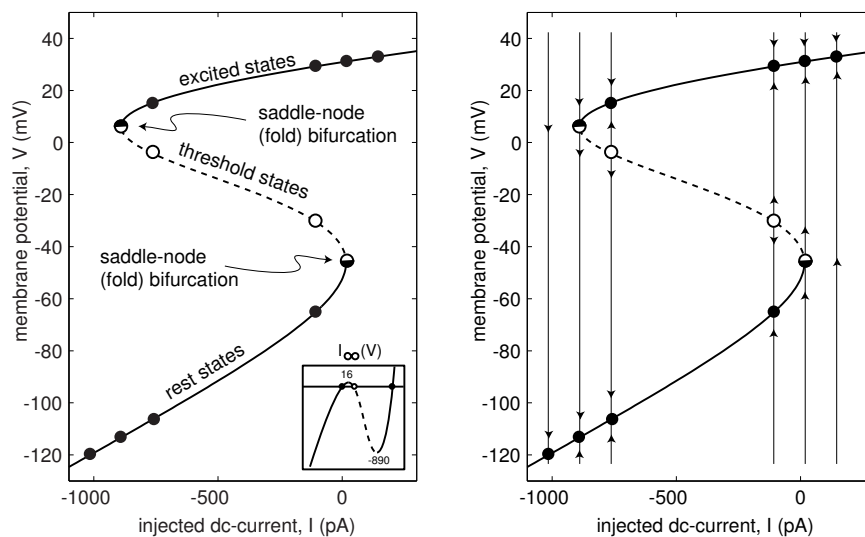 membrane potential, V (mV)
40
20
0
-20
-40
-60
-80
-100
-120
excited states
saddle-node
(fold) bifurcation
threshold states
saddle-node
(fold) bifurcation
rest states
I∞(V)
16
-890
-1000
-500
0
injected dc-current, I (pA)
membrane potential, V (mV)
40
20
0
-20
-40
-60
-80
-100
-120
-1000
-500
0
injected dc-current, I (pA)